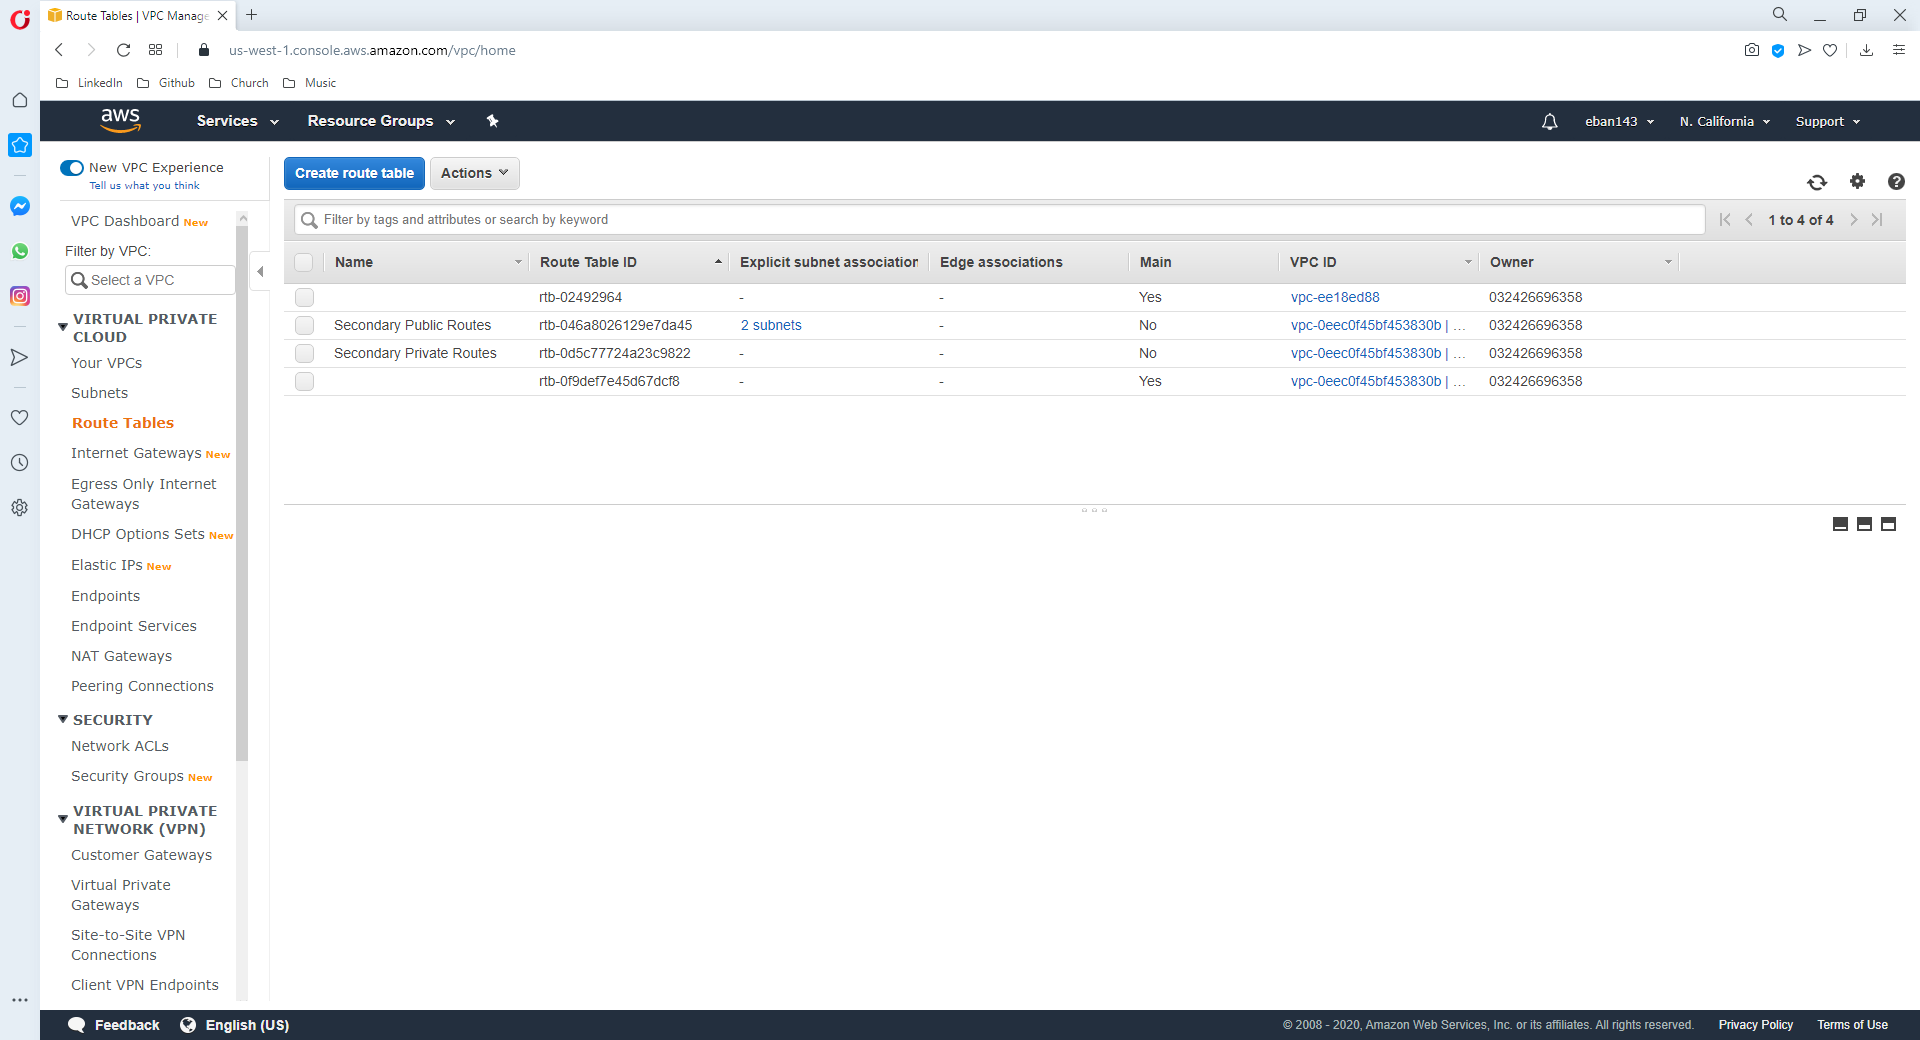 Route Tables | VPC Manage
us-west-1.console.aws.amazon.com/vpc/home
LinkedIn Github Church Music
aws Services Resource Groups eban143 N. California Support
New VPC Experience
Tell us what you think
VPC Dashboard New
Filter by VPC:
Select a VPC
VIRTUAL PRIVATE
CLOUD
Your VPCs
Subnets
Route Tables
Internet Gateways New
Egress Only Internet
Gateways
DHCP Options Sets New
Elastic IPs New
Endpoints
Endpoint Services
NAT Gateways
Peering Connections
SECURITY
Network ACLs
Security Groups New
VIRTUAL PRIVATE
NETWORK (VPN)
Customer Gateways
Virtual Private
Gateways
Site-to-Site VPN
Connections
Client VPN Endpoints
Create route table Actions
Filter by tags and attributes or search by keyword 1 to 4 of 4
Name Route Table ID Explicit subnet association Edge associations Main VPC ID Owner
rtb-02492964 - - Yes vpc-ee18ed88 032426696358
Secondary Public Routes rtb-046a8026129e7da45 2 subnets - No vpc-0eec0f45bf453830b | ... 032426696358
Secondary Private Routes rtb-0d5c77724a23c9822 - - No vpc-0eec0f45bf453830b | ... 032426696358
rtb-0f9def7e45d67dcf8 - - Yes vpc-0eec0f45bf453830b | ... 032426696358
Feedback English (US) © 2008 - 2020, Amazon Web Services, Inc. or its affiliates. All rights reserved. Privacy Policy Terms of Use